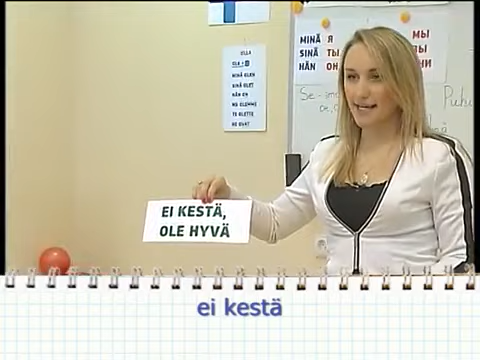 OLLA
MINÄ OLEN
SINÄ OLET
HÄN ON
ME OLEMME
TE OLETTE
HE OVAT
MINÄ Я
SINÄ ТЫ
HÄN ОН
МЫ
ВЫ
ОНИ
Se
EI KESTÄ,
OLE HYVÄ
ei kestä